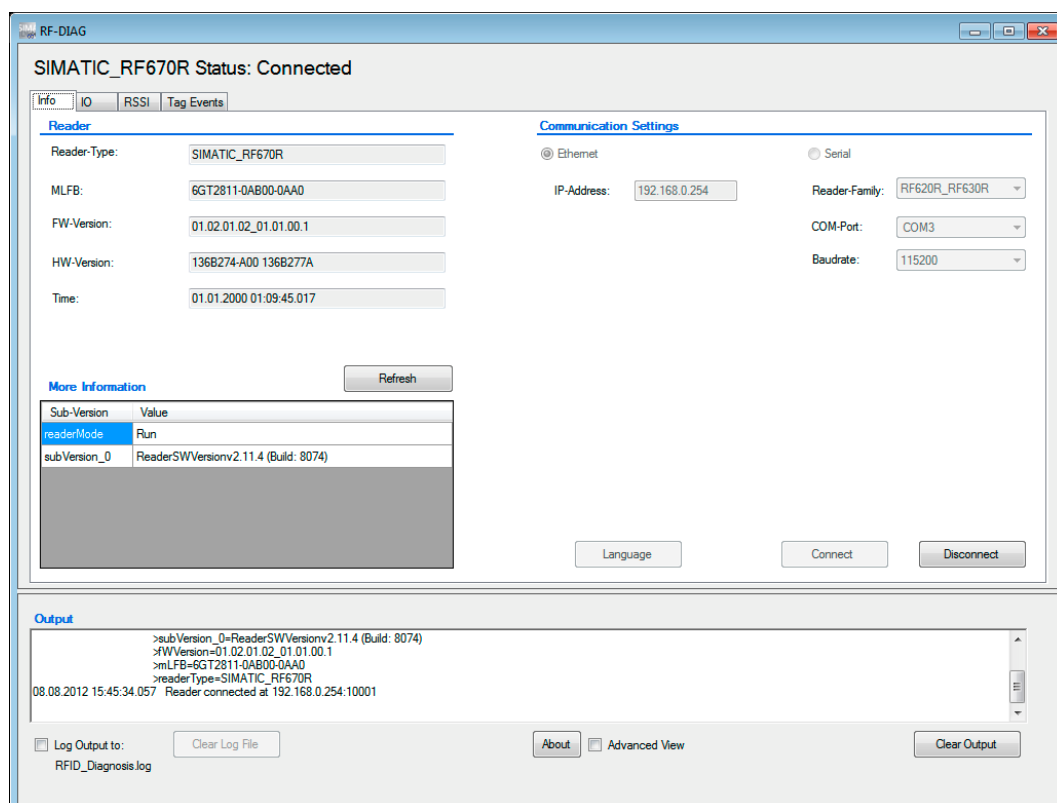 RF-DIAG
SIMATIC_RF670R Status: Connected
Info IO RSSI Tag Events
Reader
Reader-Type: SIMATIC_RF670R
MLFB: 6GT2811-0AB00-0AA0
FW-Version: 01.02.01.02_01.01.00.1
HW-Version: 136B274-A00 136B277A
Time: 01.01.2000 01:09:45.017
Refresh
More Information
Sub-Version Value
readerMode Run
subVersion_0 ReaderSWVersionv2.11.4 (Build: 8074)
Communication Settings
Ethernet Serial
IP-Address: 192.168.0.254 Reader-Family: RF620R_RF630R
COM-Port: COM3
Baudrate: 115200
Language Connect Disconnect
Output
>subVersion_0=ReaderSWVersionv2.11.4 (Build: 8074)
>fWVersion=01.02.01.02_01.01.00.1
>mLFB=6GT2811-0AB00-0AA0
>readerType=SIMATIC_RF670R
08.08.2012 15:45:34.057 Reader connected at 192.168.0.254:10001
Log Output to: Clear Log File About Advanced View Clear Output
RFID_Diagnosis.log